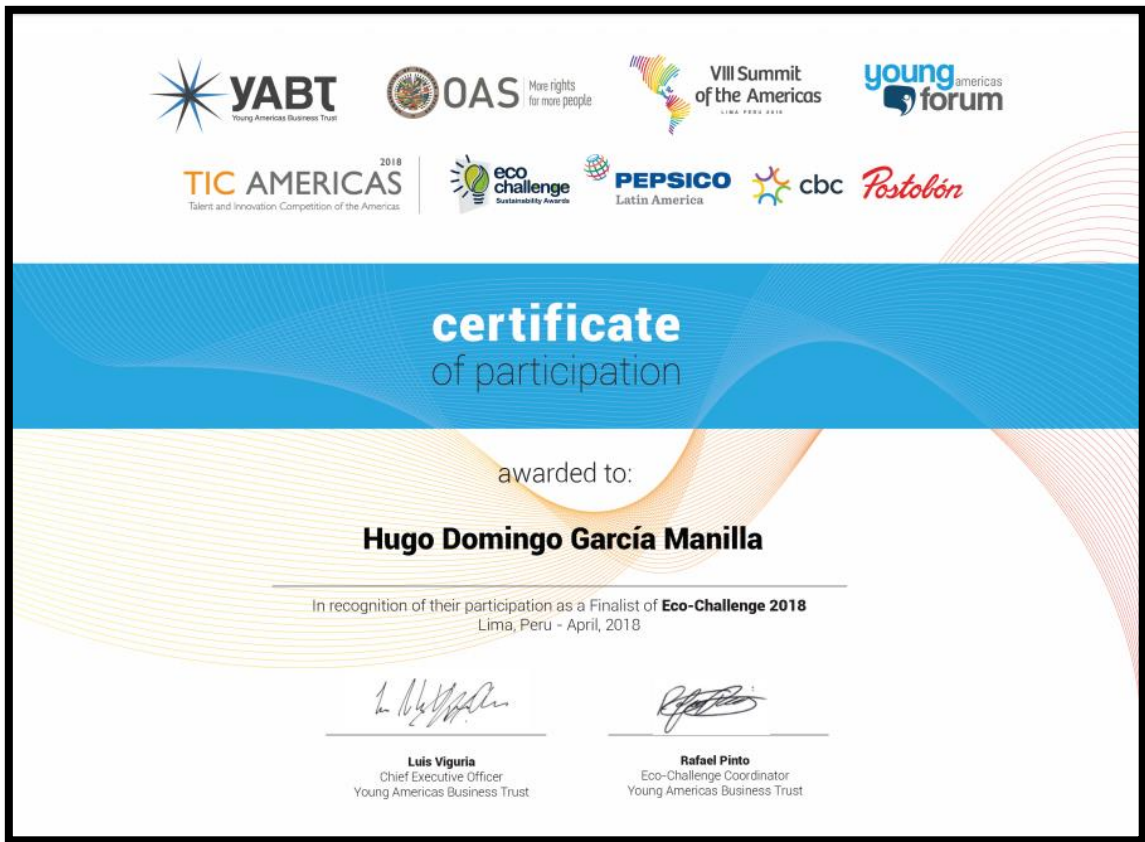 YABT
Young Americas Business Trust
OAS
More rights
for more people
VIII Summit
of the Americas
LIMA PERU 2018
young americas
forum
2018
TIC AMERICAS
Talent and Innovation Competition of the Americas
eco
challenge
Sustainability Awards
PEPSICO
Latin America
cbc
Postobón
certificate
of participation
awarded to:
Hugo Domingo García Manilla
In recognition of their participation as a Finalist of Eco-Challenge 2018
Lima, Peru - April, 2018
Luis Viguria
Chief Executive Officer
Young Americas Business Trust
Rafael Pinto
Eco-Challenge Coordinator
Young Americas Business Trust